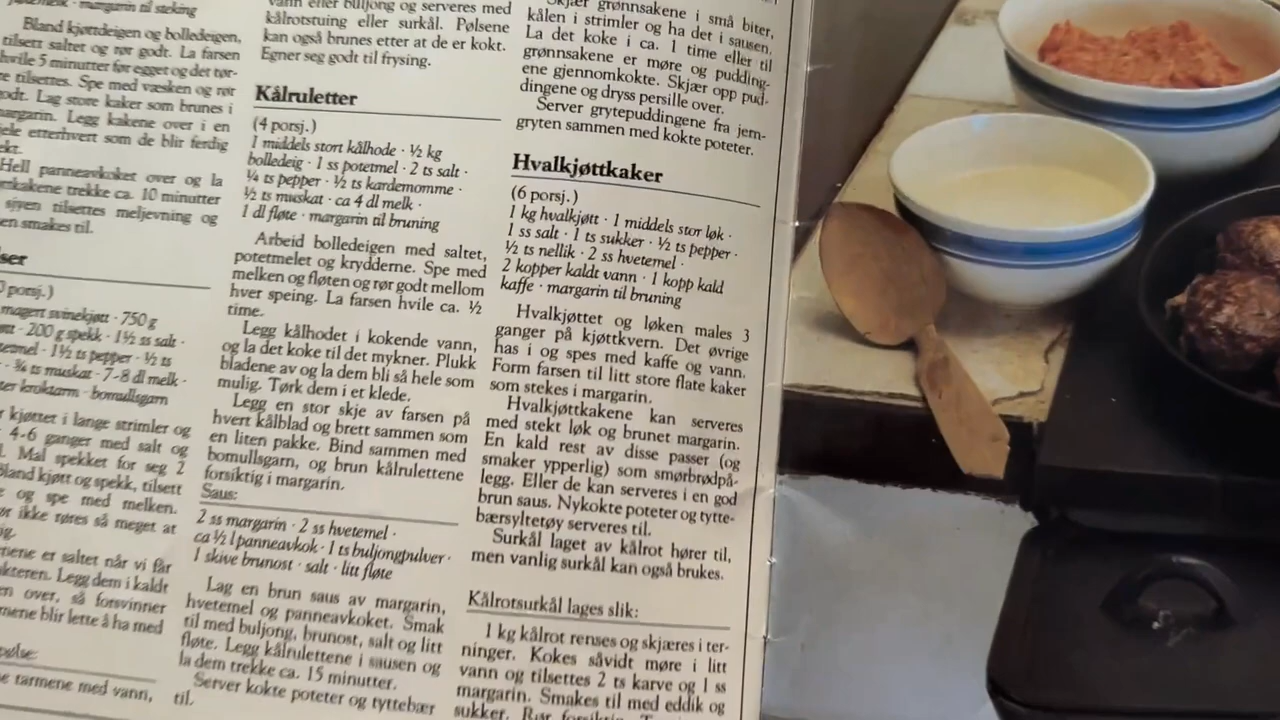 margarin til steking
Bland kjøttdeigen og bolledeigen,
tilsett saltet og rør godt. La farsen
hvile 5 minutter før egget og det tør-
re tilsettes. Spe med væsken og rør
godt. Lag store kaker som brunes i
margarin. Legg kakene over i en
etterhvert som de blir ferdig
Hell panneavkoket over og la
trekke ca. 10 minutter
sjyen tilsettes meljevning og
smakes til.
porsj.)
magert svinekjøtt · 750 g
· 200 g spekk · 1½ ss salt ·
· 1½ ts pepper · ½ ts
· ¾ ts muskat · 7-8 dl melk ·
kroktarm · bomullsgarn
kjøttet i lange strimler og
4-6 ganger med salt og
Mal spekket for seg 2
Bland kjøtt og spekk, tilsett
og spe med melken.
ikke røres så meget at
er saltet når vi får
Legg dem i kaldt
over, så forsvinner
blir lette å ha med
tarmene med vann,
til.
vann eller buljong og serveres med
kålrotstuing eller surkål. Pølsene
kan også brunes etter at de er kokt.
Egner seg godt til frysing.
Kålruletter
(4 porsj.)
1 middels stort kålhode · ½ kg
bolledeig · 1 ss potetmel · 2 ts salt ·
¼ ts pepper · ½ ts kardemomme ·
½ ts muskat · ca 4 dl melk ·
1 dl fløte · margarin til bruning
Arbeid bolledeigen med saltet,
potetmelet og krydderne. Spe med
melken og fløten og rør godt mellom
hver speing. La farsen hvile ca. ½
time.
Legg kålhodet i kokende vann,
og la det koke til det mykner. Plukk
bladene av og la dem bli så hele som
mulig. Tørk dem i et klede.
Legg en stor skje av farsen på
hvert kålblad og brett sammen som
en liten pakke. Bind sammen med
bomullsgarn, og brun kålrulettene
forsiktig i margarin.
Saus:
2 ss margarin · 2 ss hvetemel ·
ca ½ l panneavkok · 1 ts buljongpulver ·
1 skive brunost · salt · litt fløte
Lag en brun saus av margarin,
hvetemel og panneavkoket. Smak
til med buljong, brunost, salt og litt
fløte. Legg kålrulettene i sausen og
la dem trekke ca. 15 minutter.
Server kokte poteter og tyttebær
Skjær grønnsakene i små biter,
kålen i strimler og ha det i sausen.
La det koke i ca. 1 time eller til
grønnsakene er møre og pudding-
ene gjennomkokte. Skjær opp pud-
dingene og dryss persille over.
Server grytepuddingene fra jern-
gryten sammen med kokte poteter.
Hvalkjøttkaker
(6 porsj.)
1 kg hvalkjøtt · 1 middels stor løk ·
1 ss salt · 1 ts sukker · ½ ts pepper ·
½ ts nellik · 2 ss hvetemel ·
2 kopper kaldt vann · 1 kopp kald
kaffe · margarin til bruning
Hvalkjøttet og løken males 3
ganger på kjøttkvern. Det øvrige
has i og spes med kaffe og vann.
Form farsen til litt store flate kaker
som stekes i margarin.
Hvalkjøttkakene kan serveres
med stekt løk og brunet margarin.
En kald rest av disse passer (og
smaker ypperlig) som smørbrødpå-
legg. Eller de kan serveres i en god
brun saus. Nykokte poteter og tytte-
bærsyltetøy serveres til.
Surkål laget av kålrot hører til,
men vanlig surkål kan også brukes.
Kålrotsurkål lages slik:
1 kg kålrot renses og skjæres i ter-
ninger. Kokes såvidt møre i litt
vann og tilsettes 2 ts karve og 1 ss
margarin. Smakes til med eddik og
sukker. Rør forsiktig.